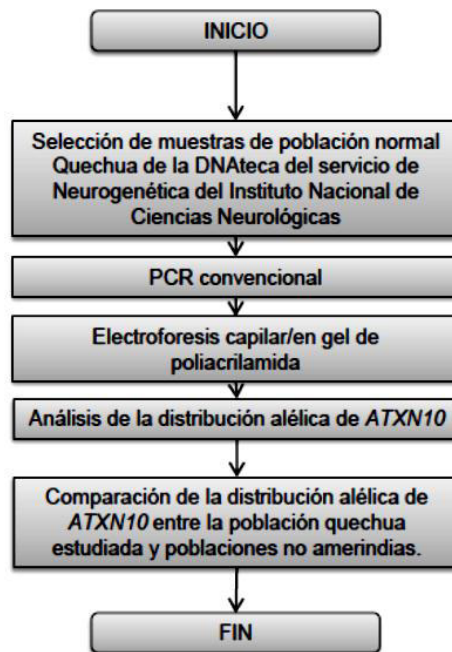 INICIO
Selección de muestras de población normal
Quechua de la DNAteca del servicio de
Neurogenética del Instituto Nacional de
Ciencias Neurológicas
PCR convencional
Electroforesis capilar/en gel de
poliacrilamida
Análisis de la distribución alélica de ATXN10
Comparación de la distribución alélica de
ATXN10 entre la población quechua
estudiada y poblaciones no amerindias.
FIN